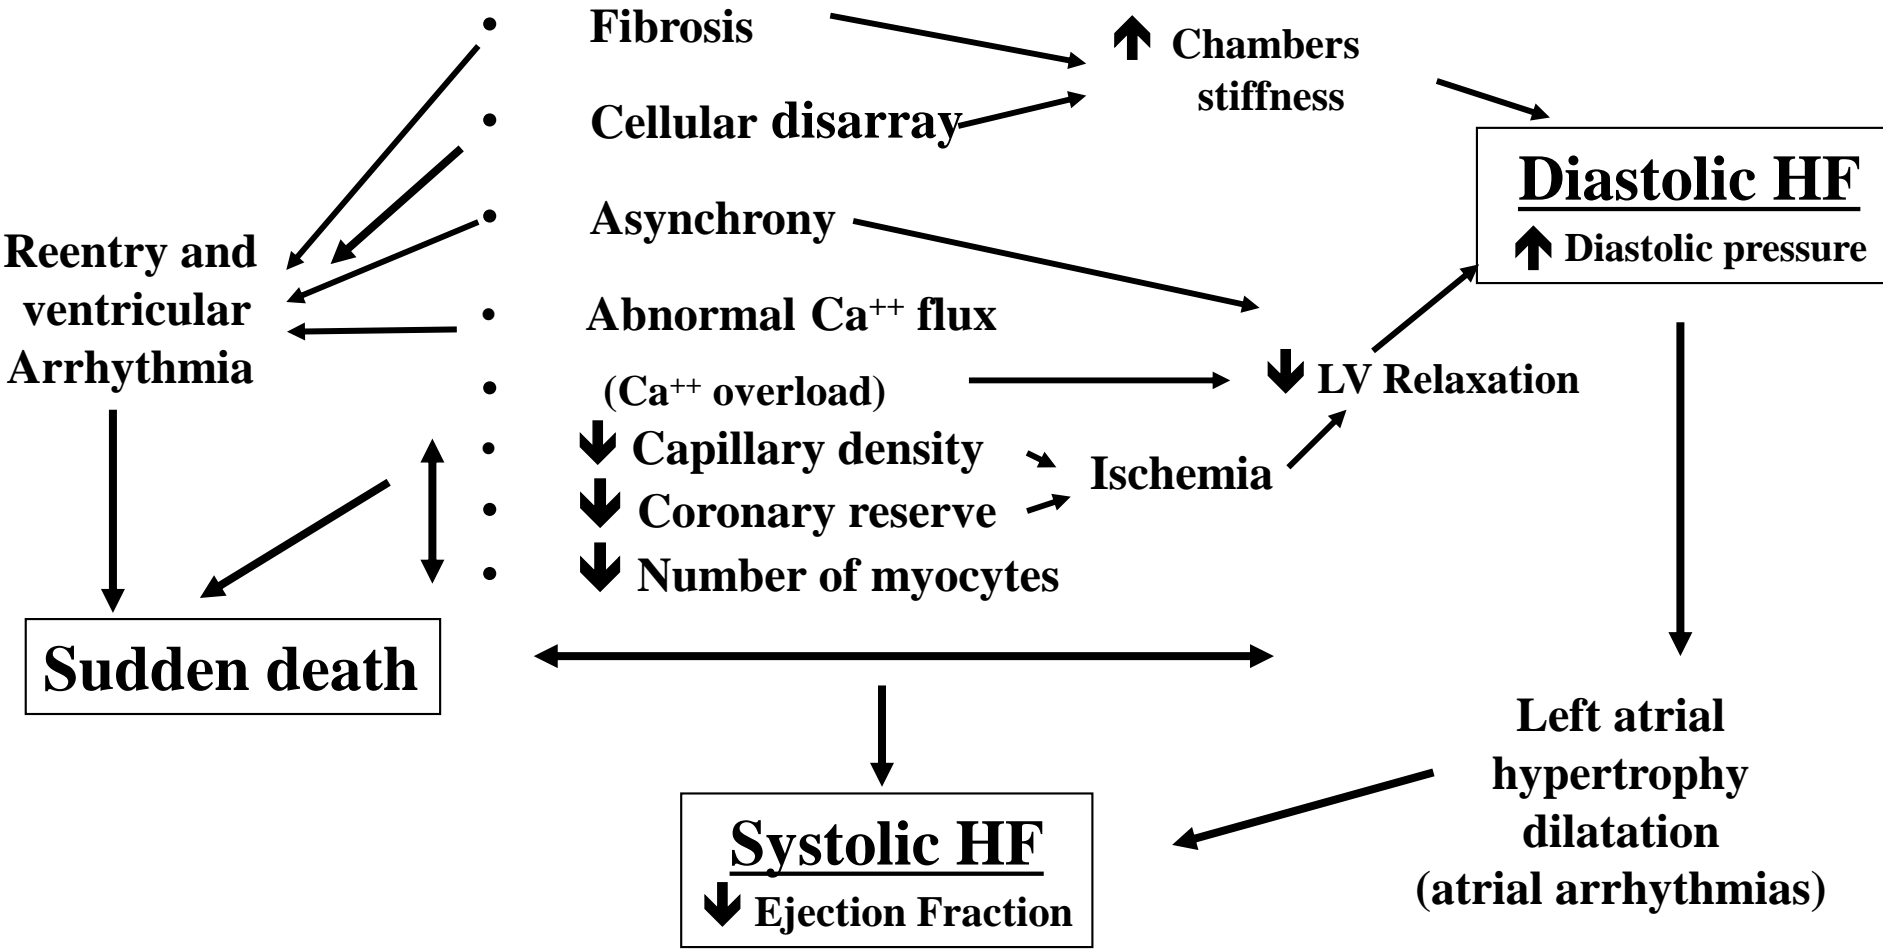 • Fibrosis
🡹 Chambers
stiffness
• Cellular disarray
Diastolic HF
🡹 Diastolic pressure
• Asynchrony
Reentry and
ventricular
Arrhythmia
• Abnormal Ca⁺⁺ flux
• (Ca⁺⁺ overload)
🡻 LV Relaxation
• 🡻 Capillary density
Ischemia
• 🡻 Coronary reserve
• 🡻 Number of myocytes
Sudden death
Left atrial
hypertrophy
dilatation
(atrial arrhythmias)
Systolic HF
🡻 Ejection Fraction